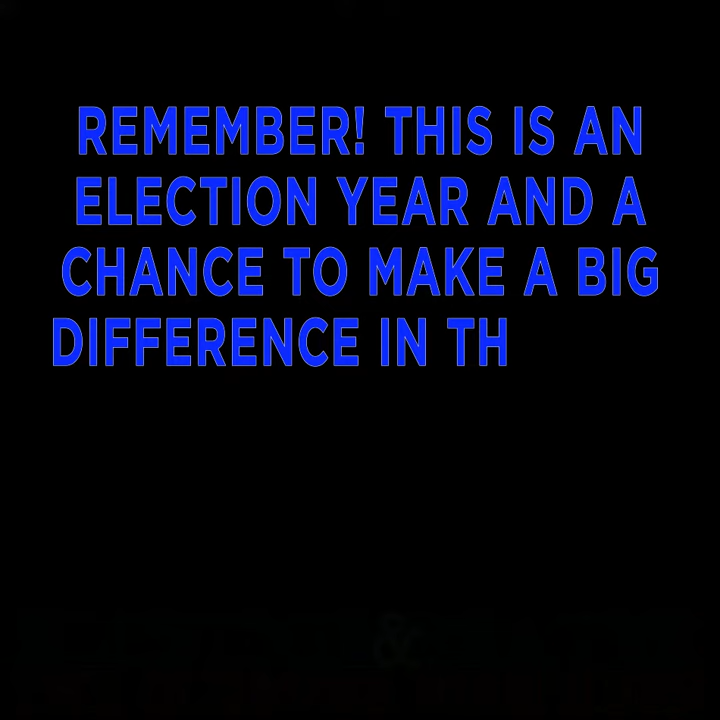 REMEMBER! THIS IS AN
ELECTION YEAR AND A
CHANCE TO MAKE A BIG
DIFFERENCE IN TH
&